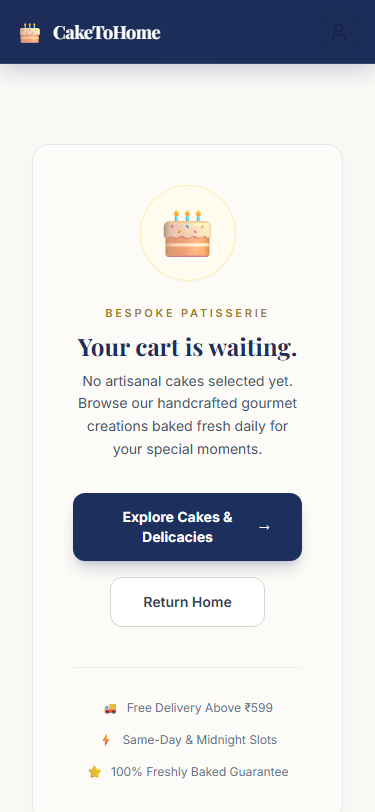 CakeToHome
BESPOKE PATISSERIE
Your cart is waiting.
No artisanal cakes selected yet.
Browse our handcrafted gourmet
creations baked fresh daily for
your special moments.
Explore Cakes &
Delicacies →
Return Home
Free Delivery Above ₹599
Same-Day & Midnight Slots
100% Freshly Baked Guarantee